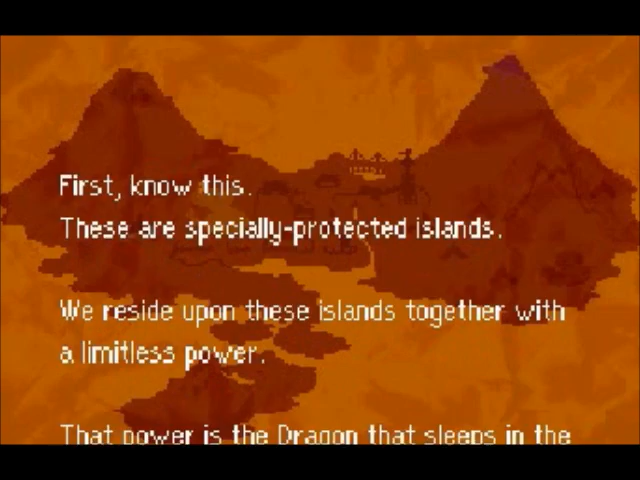 First, know this.
These are specially-protected islands.
We reside upon these islands together with
a limitless power.
That power is the Dragon that sleeps in the